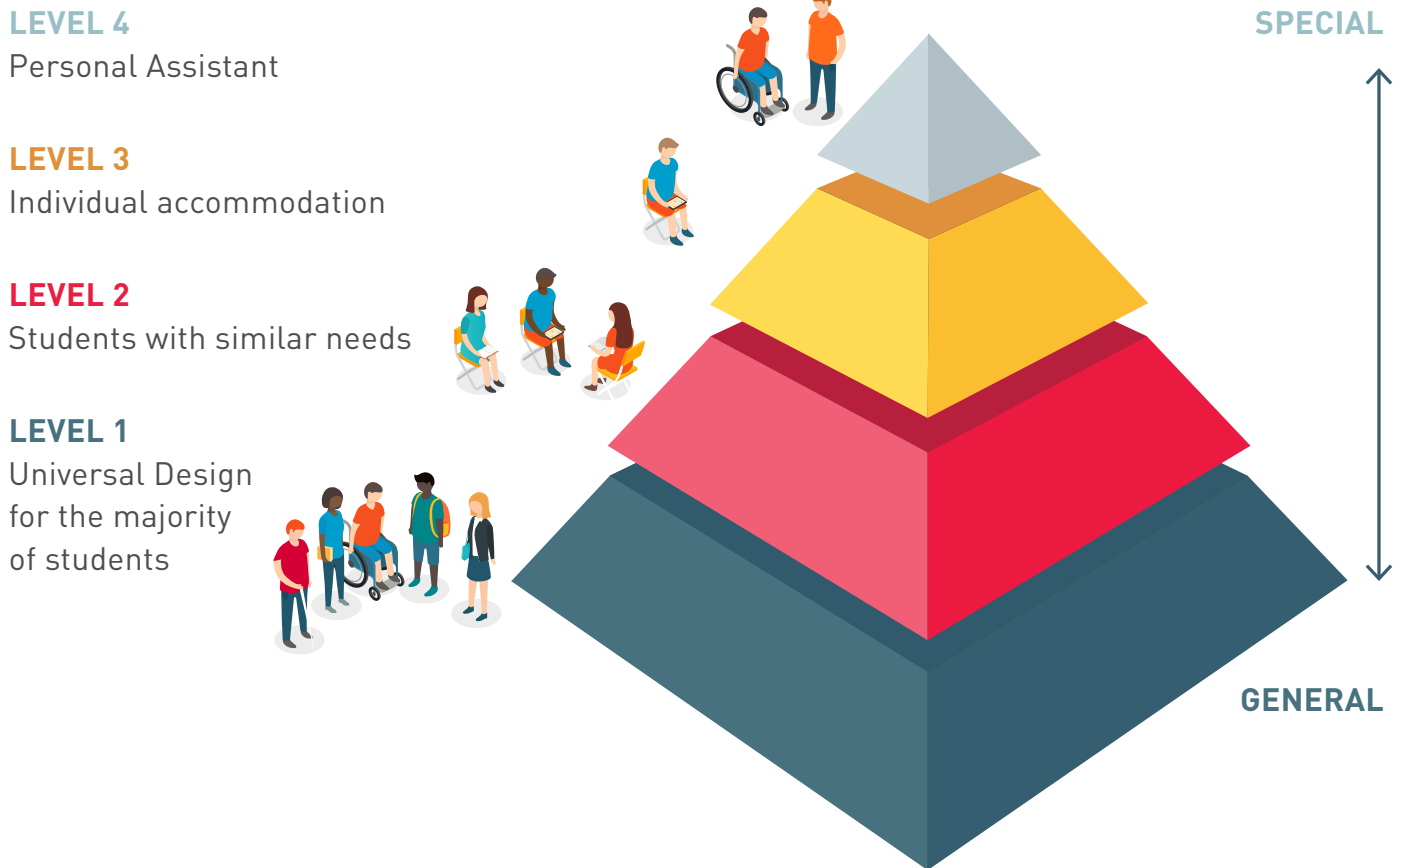 LEVEL 4
Personal Assistant
SPECIAL
LEVEL 3
Individual accommodation
LEVEL 2
Students with similar needs
LEVEL 1
Universal Design
for the majority
of students
GENERAL